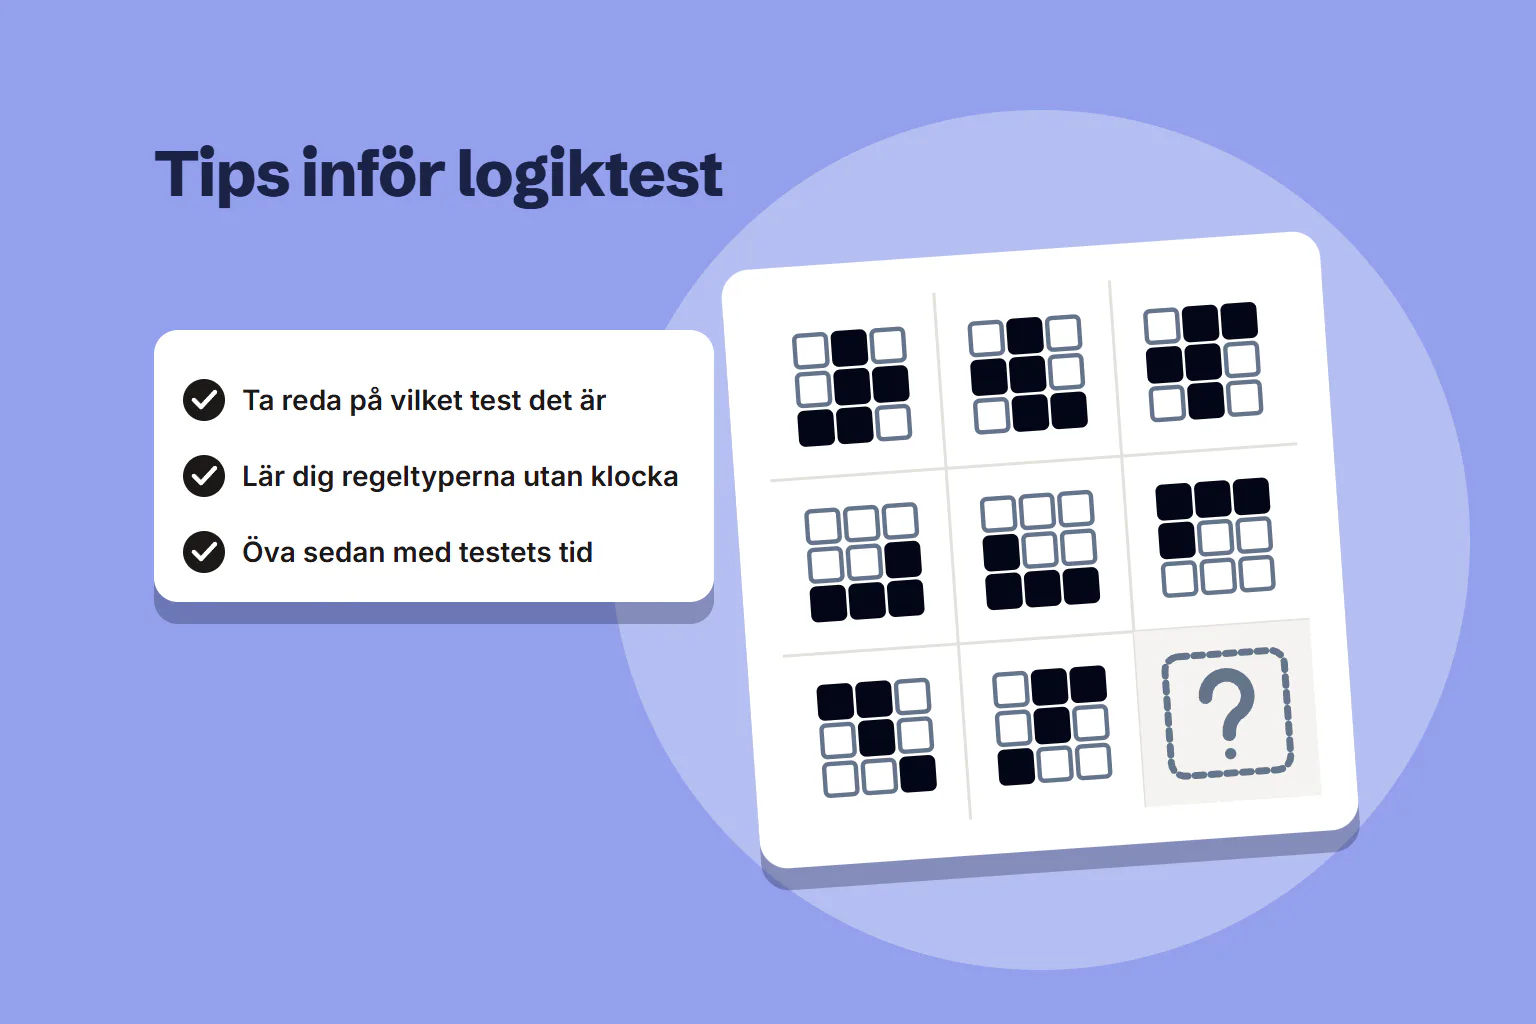 Tips inför logiktest
Ta reda på vilket test det är
Lär dig regeltyperna utan klocka
Öva sedan med testets tid
?